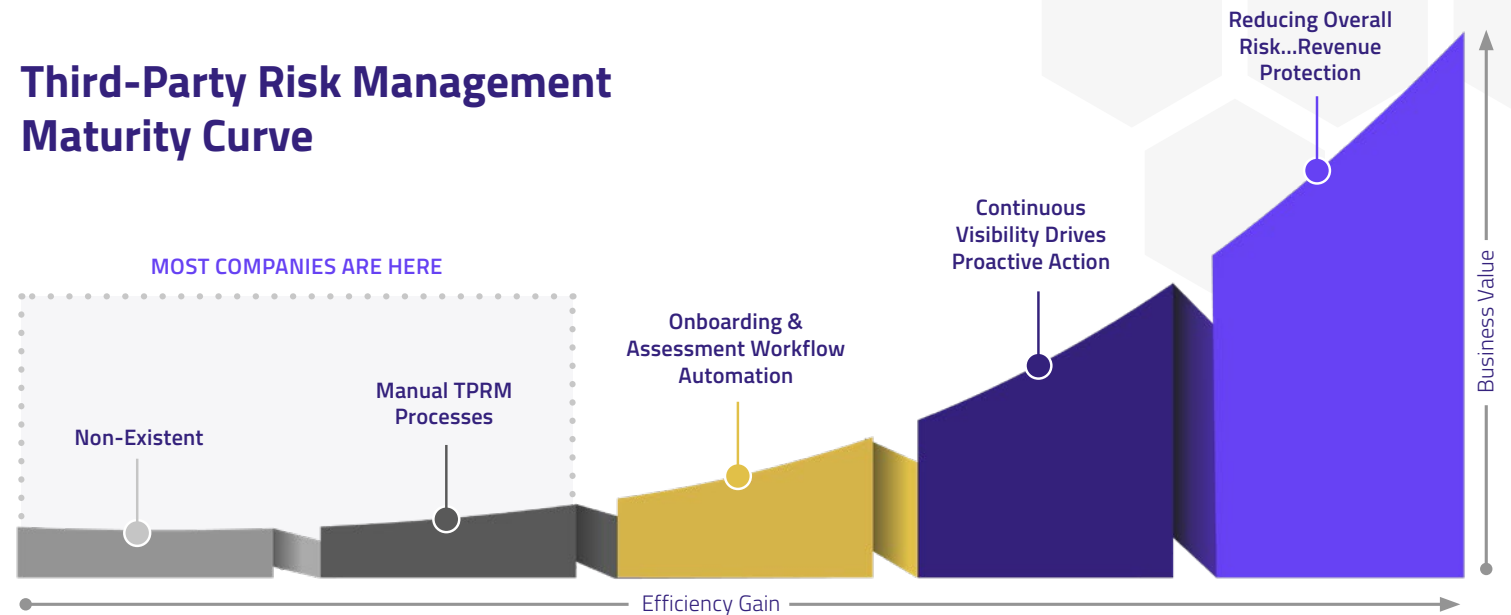 Third-Party Risk Management
Maturity Curve
MOST COMPANIES ARE HERE
Non-Existent
Manual TPRM
Processes
Onboarding &
Assessment Workflow
Automation
Continuous
Visibility Drives
Proactive Action
Reducing Overall
Risk...Revenue
Protection
Business Value
Efficiency Gain